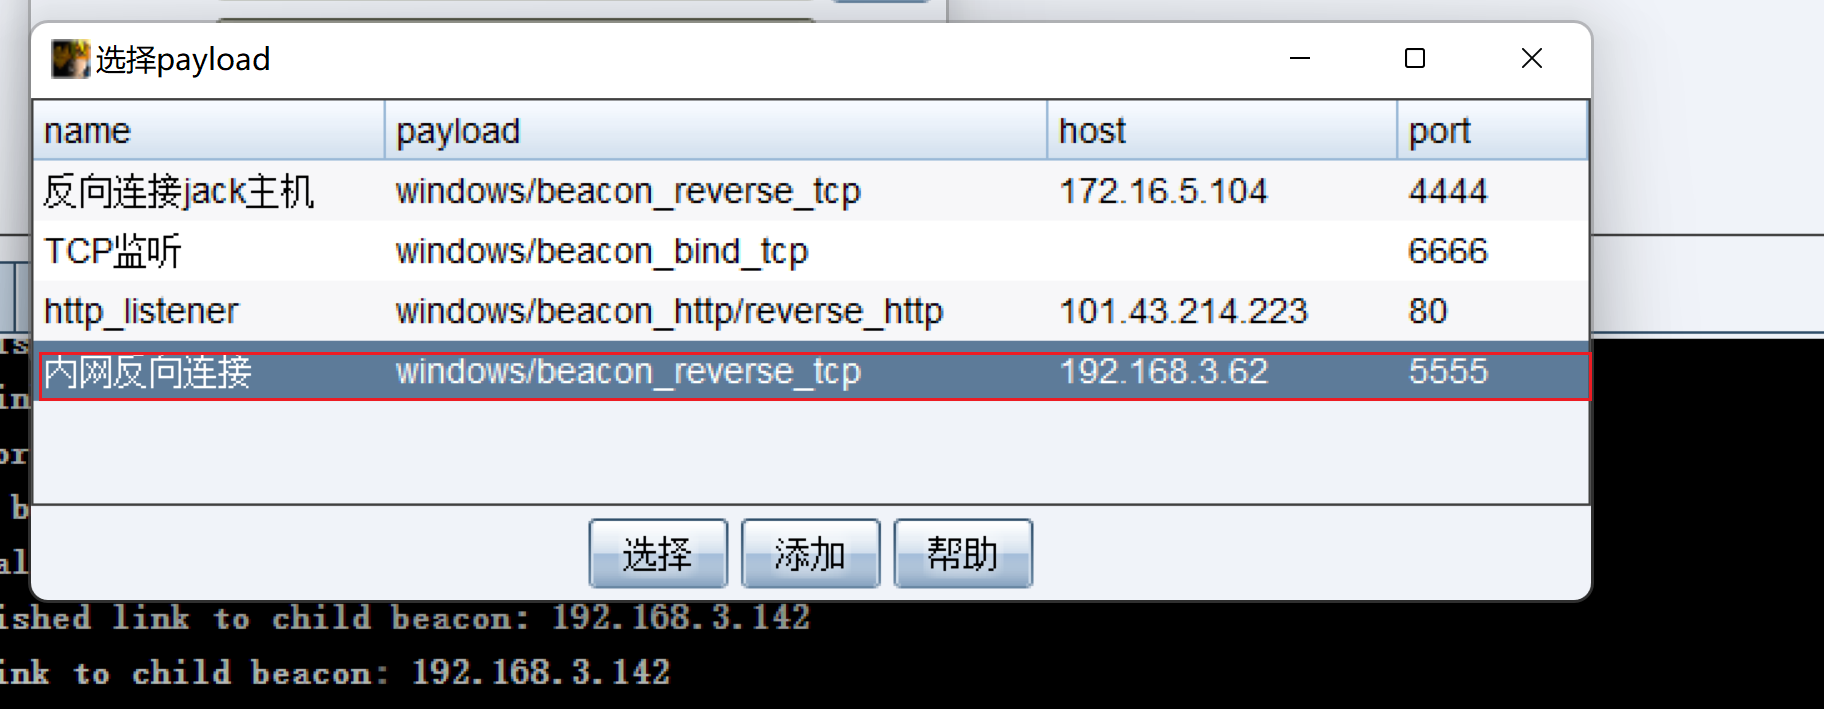 选择payload
name payload host port
反向连接jack主机 windows/beacon_reverse_tcp 172.16.5.104 4444
TCP监听 windows/beacon_bind_tcp 6666
http_listener windows/beacon_http/reverse_http 101.43.214.223 80
内网反向连接 windows/beacon_reverse_tcp 192.168.3.62 5555
选择 添加 帮助
ished link to child beacon: 192.168.3.142
ink to child beacon: 192.168.3.142